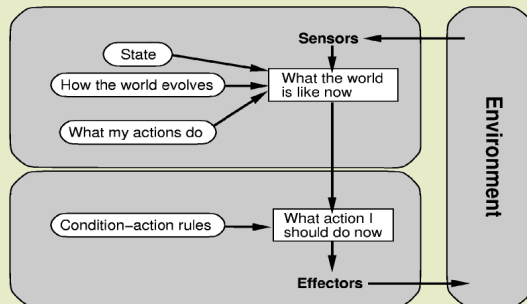 Sensors
State
How the world evolves
What my actions do
What the world
is like now
Condition−action rules
What action I
should do now
Effectors
Environment